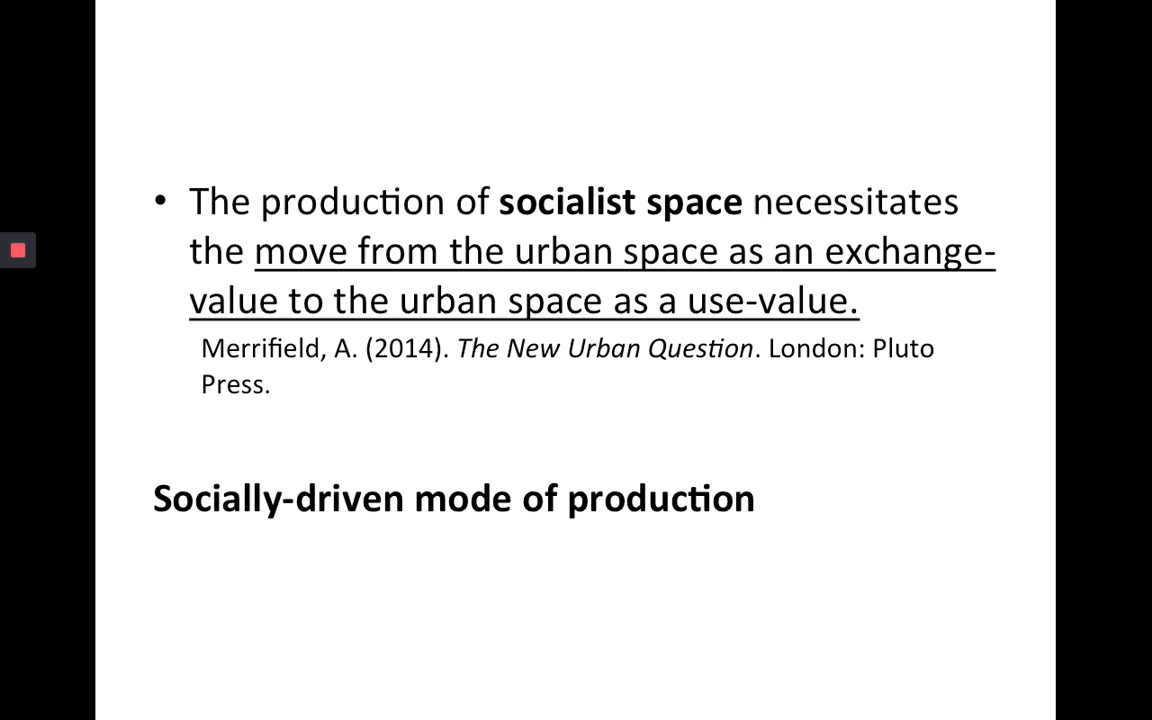 • The production of socialist space necessitates
the move from the urban space as an exchange-
value to the urban space as a use-value.
Merrifield, A. (2014). The New Urban Question. London: Pluto
Press.
Socially-driven mode of production